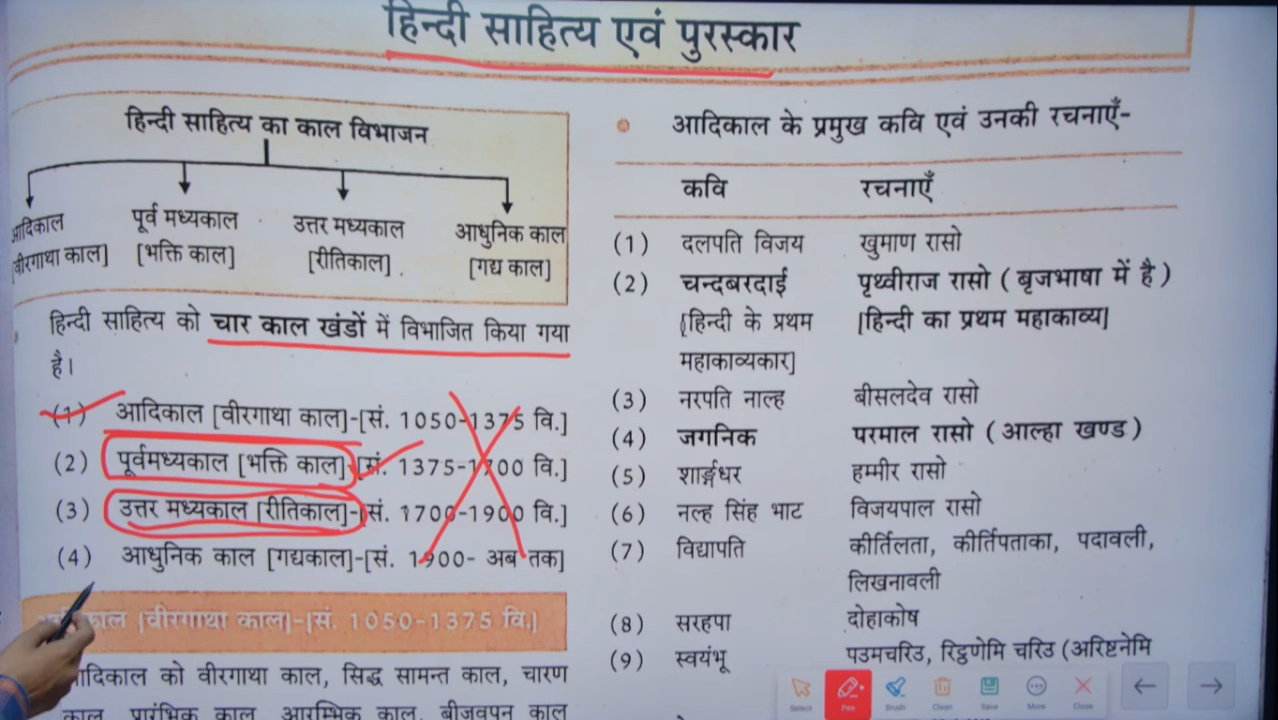 हिन्दी साहित्य एवं पुरस्कार
हिन्दी साहित्य का काल विभाजन
आदिकाल
[वीरगाथा काल]
पूर्व मध्यकाल
[भक्ति काल]
उत्तर मध्यकाल
[रीतिकाल]
आधुनिक काल
[गद्य काल]
हिन्दी साहित्य को चार काल खंडों में विभाजित किया गया
है।
(1) आदिकाल [वीरगाथा काल]-[सं. 1050-1375 वि.]
(2) पूर्वमध्यकाल [भक्ति काल]-[सं. 1375-1700 वि.]
(3) उत्तर मध्यकाल [रीतिकाल]-[सं. 1700-1900 वि.]
(4) आधुनिक काल [गद्यकाल]-[सं. 1900- अब तक]
आदिकाल [वीरगाथा काल]-[सं. 1050-1375 वि.]
आदिकाल को वीरगाथा काल, सिद्ध सामन्त काल, चारण
काल, प्रारंभिक काल, आरम्भिक काल, बीजवपन काल
आदिकाल के प्रमुख कवि एवं उनकी रचनाएँ-
कवि रचनाएँ
(1) दलपति विजय खुमाण रासो
(2) चन्दबरदाई पृथ्वीराज रासो ( बृजभाषा में है )
[हिन्दी के प्रथम [हिन्दी का प्रथम महाकाव्य]
महाकाव्यकार]
(3) नरपति नाल्ह बीसलदेव रासो
(4) जगनिक परमाल रासो ( आल्हा खण्ड )
(5) शार्ङ्गधर हम्मीर रासो
(6) नल्ह सिंह भाट विजयपाल रासो
(7) विद्यापति कीर्तिलता, कीर्तिपताका, पदावली,
लिखनावली
(8) सरहपा दोहाकोष
(9) स्वयंभू पउमचरिउ, रिट्ठणेमि चरिउ (अरिष्टनेमि
Select Pen Brush Clean Save More Close